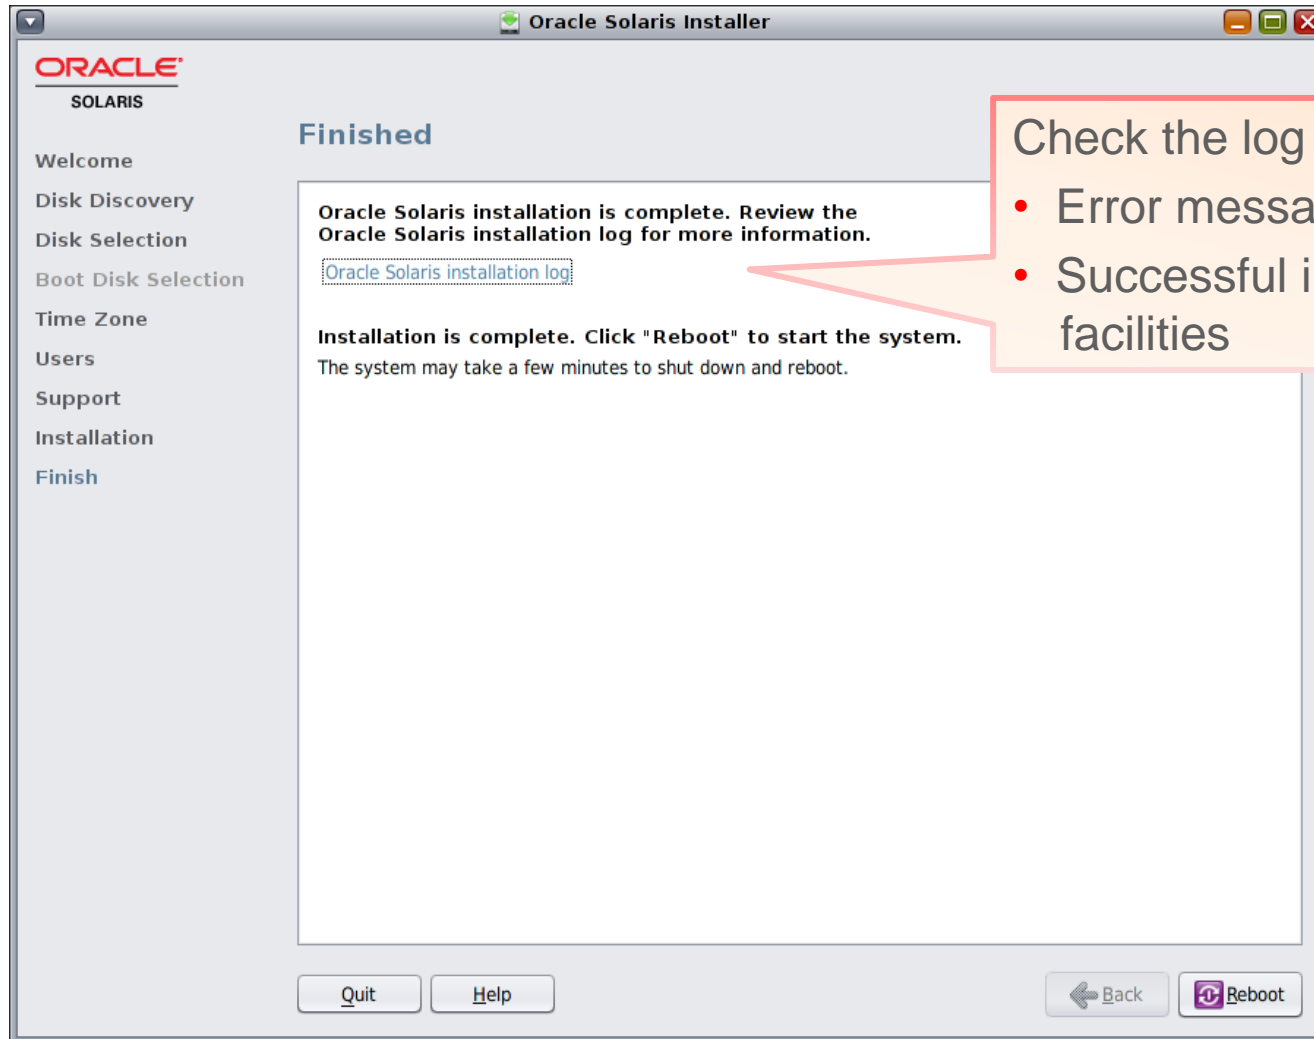 Oracle Solaris Installer
ORACLE
SOLARIS
Welcome
Disk Discovery
Disk Selection
Boot Disk Selection
Time Zone
Users
Support
Installation
Finish
Finished
Oracle Solaris installation is complete. Review the
Oracle Solaris installation log for more information.
Oracle Solaris installation log
Installation is complete. Click "Reboot" to start the system.
The system may take a few minutes to shut down and reboot.
Check the log
• Error
• Successful
facilities
Quit
Help
Back
Reboot